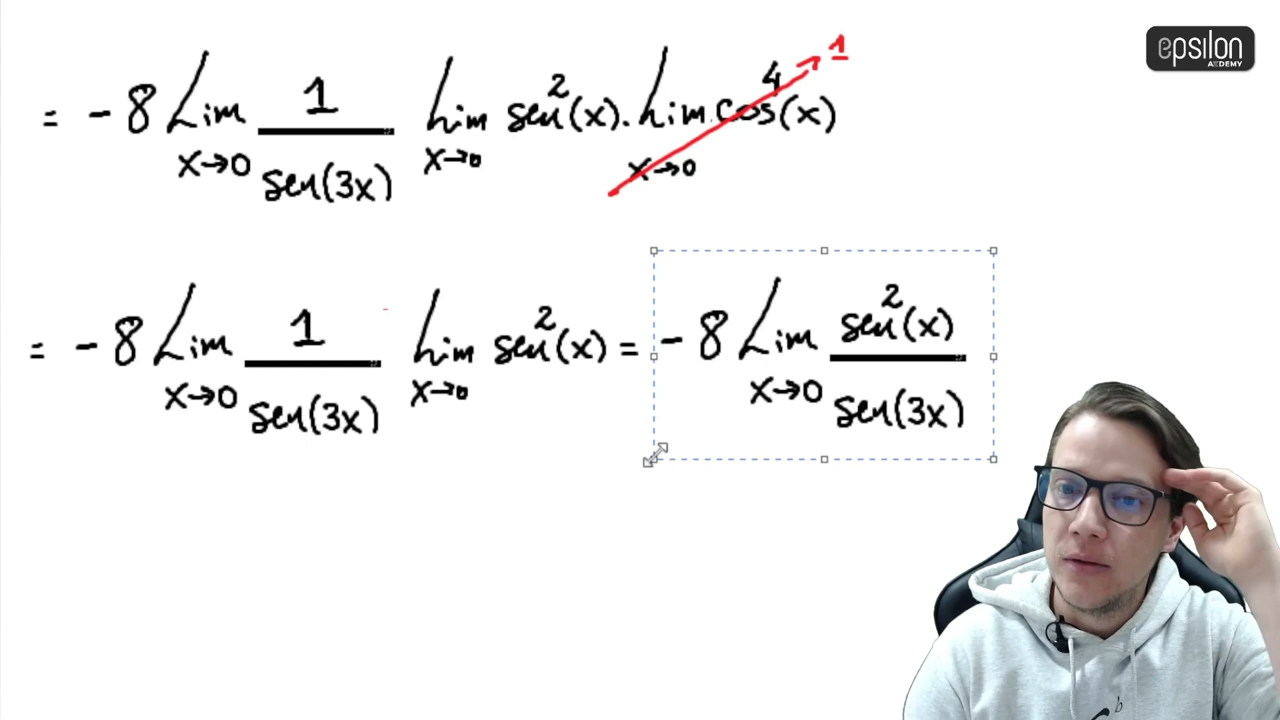 epsilon
AKDEMY
= -8 Lim x→0 1/sen(3x) Lim x→0 sen²(x) . Lim x→0 cos⁴(x) 1
= -8 Lim x→0 1/sen(3x) Lim x→0 sen²(x) = -8 Lim x→0 sen²(x)/sen(3x)